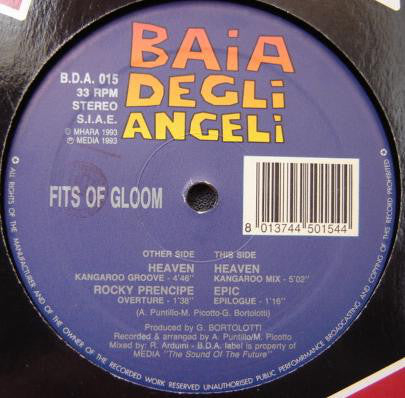 BAiA
DEGLi
ANGELi
B.D.A. 015
33 RPM
STEREO
S.I.A.E.
© MHARA 1993
℗ MEDIA 1993
FITS OF GLOOM
8 013744 501544
OTHER SIDE
HEAVEN
KANGAROO GROOVE - 4'46"
ROCKY PRENCIPE
OVERTURE - 1'38"
THIS SIDE
HEAVEN
KANGAROO MIX - 5'02"
EPIC
EPILOGUE - 1'16"
(A. Puntillo-M. Picotto-G. Bortolotti)
Produced by G. BORTOLOTTI
Recorded & arranged by A. Puntillo/M. Picotto
Mixed by: R. Arduini - B.D.A. label is property of
MEDIA "The Sound Of The Future"
ALL RIGHTS OF THE MANUFACTURER AND OF THE OWNER OF THE RECORDED WORK RESERVED UNAUTHORISED PUBLIC PERFOMRMANCE BROADCASTING AND COPYING OF THIS RECORD PROHIBITED